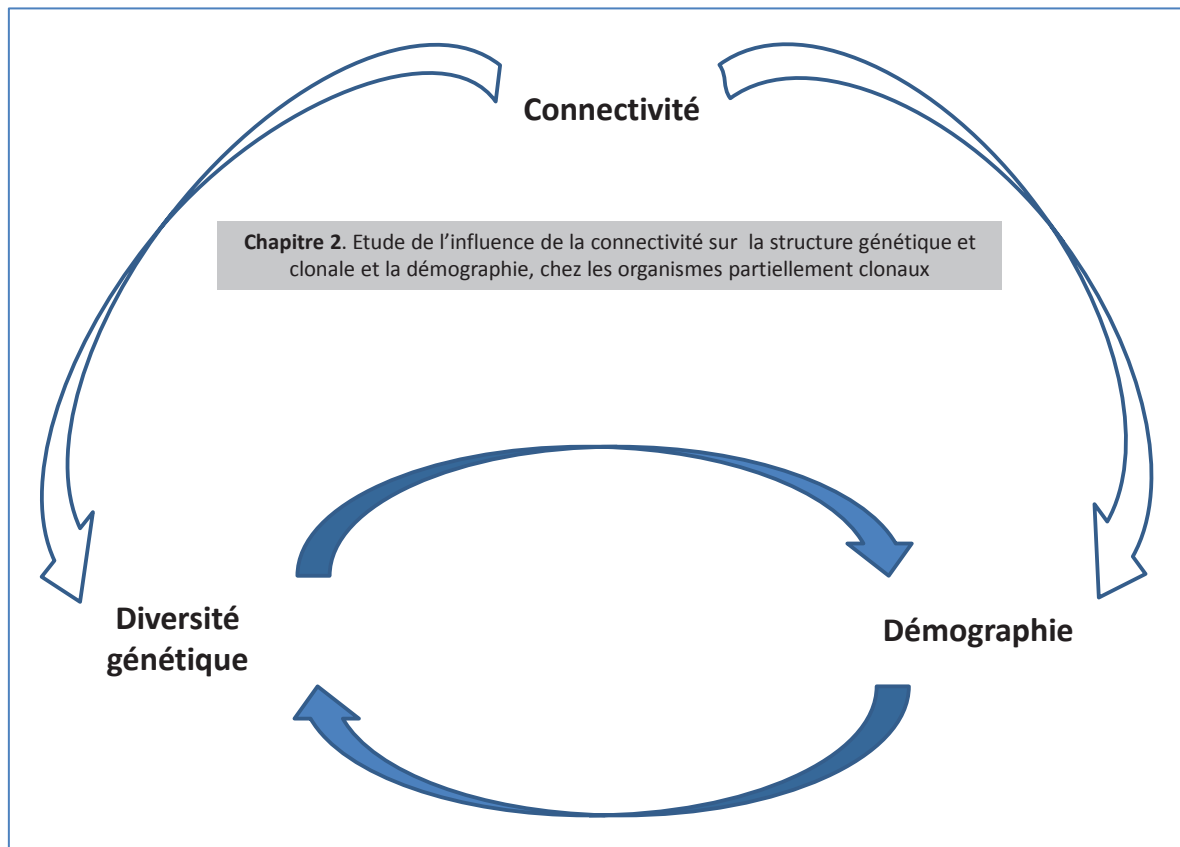 Connectivité
Chapitre 2. Etude de l'influence de la connectivité sur la structure génétique et
clonale et la démographie, chez les organismes partiellement clonaux
Diversité
génétique
Démographie